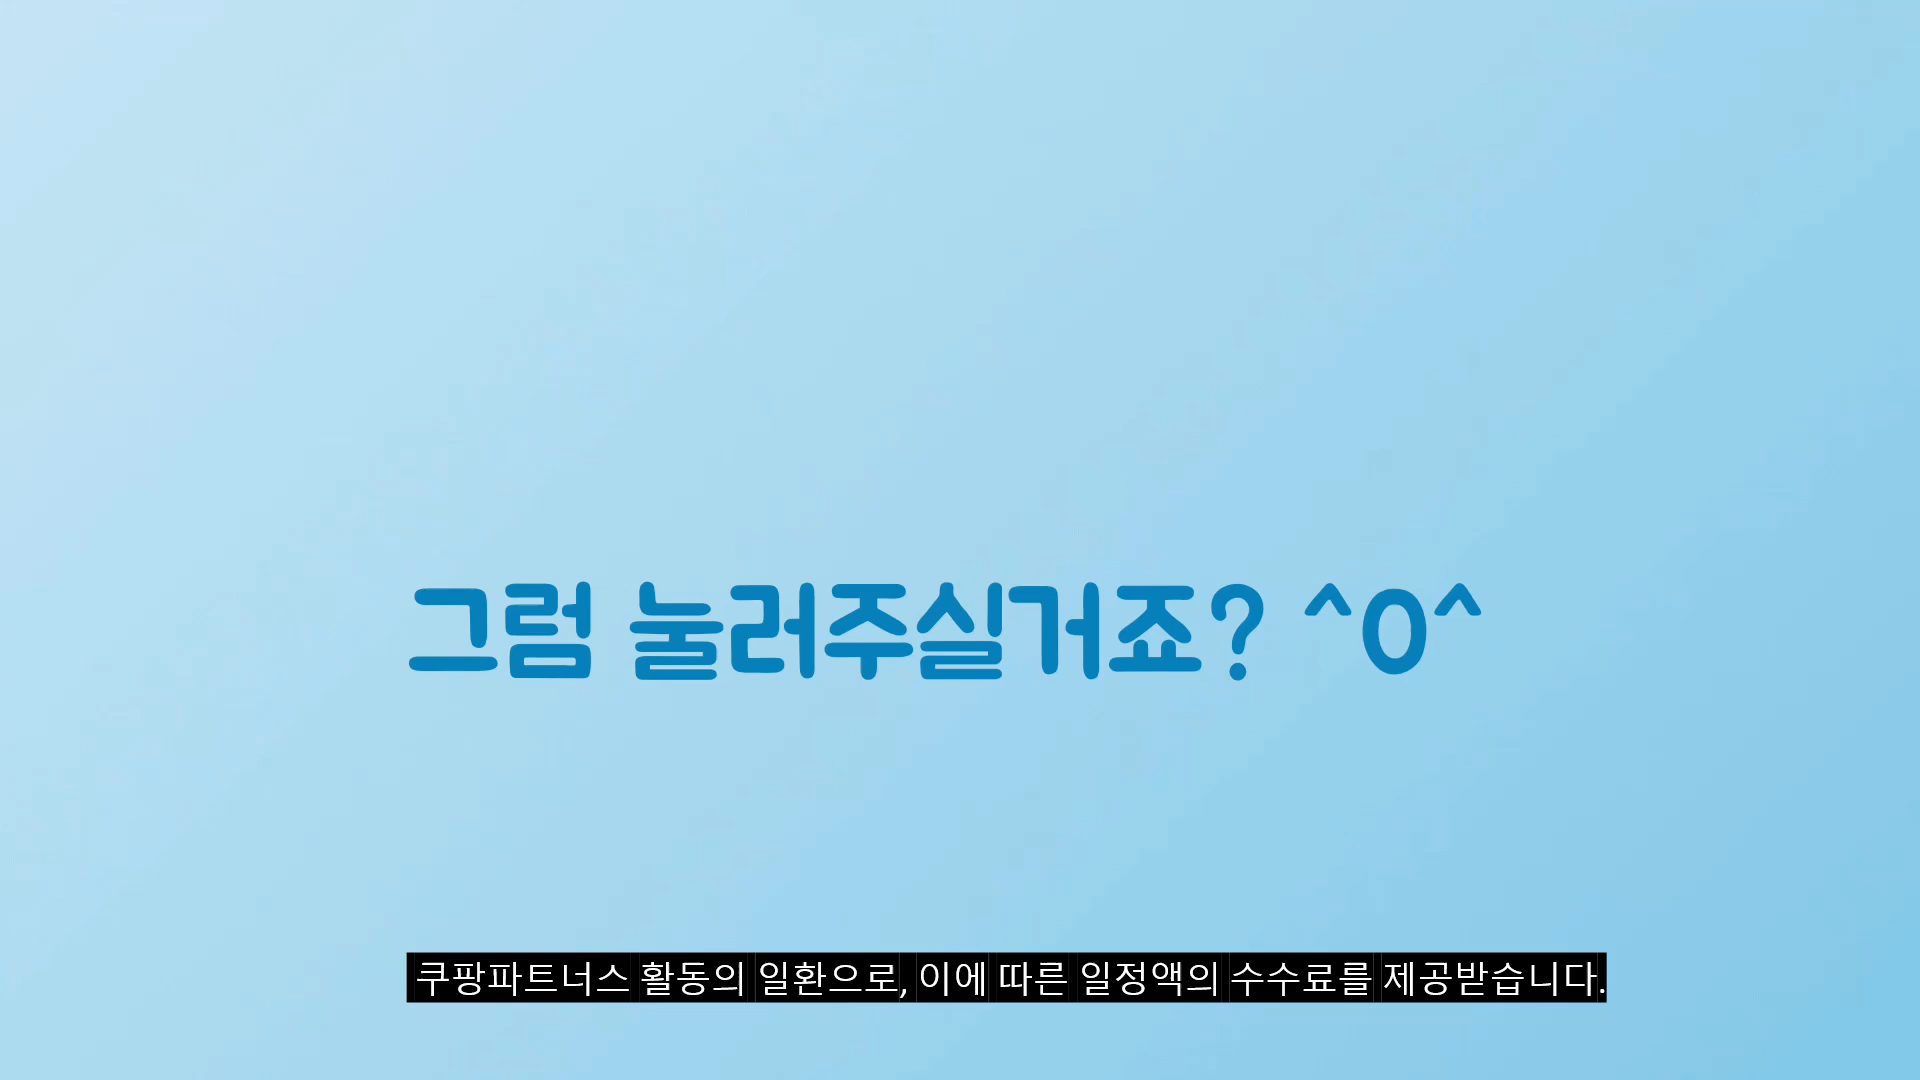 그럼 눌러주실거죠? ^0^
쿠팡파트너스 활동의 일환으로, 이에 따른 일정액의 수수료를 제공받습니다.